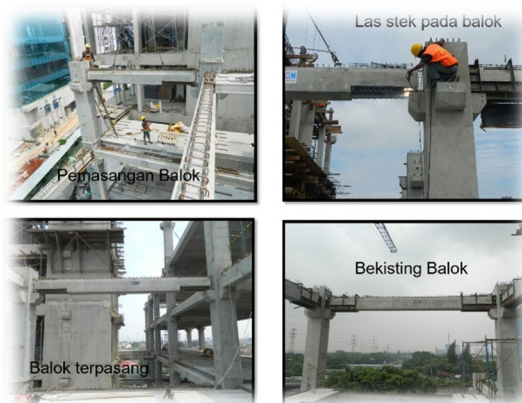 Pemasangan Balok
Las stek pada balok
Balok terpasang
Bekisting Balok